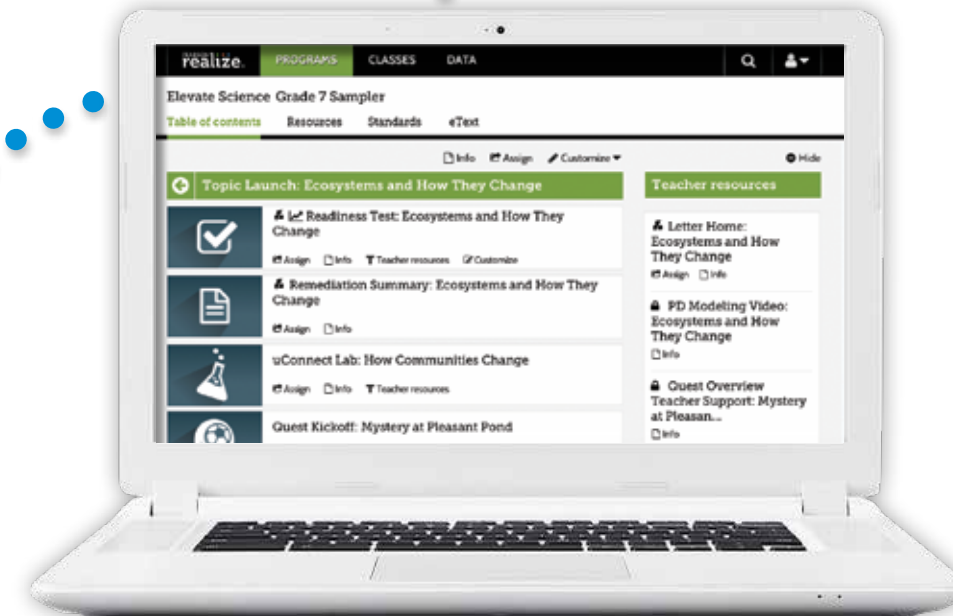 realize.
PROGRAMS CLASSES DATA
Elevate Science Grade 7 Sampler
Table of contents Resources Standards eText
Info Assign Customize
Hide
Topic Launch: Ecosystems and How They Change
Readiness Test: Ecosystems and How They
Change
Assign Info Teacher resources Customize
Remediation Summary: Ecosystems and How They
Change
Assign Info
uConnect Lab: How Communities Change
Assign Info Teacher resources
Quest Kickoff: Mystery at Pleasant Pond
Teacher resources
Letter Home:
Ecosystems and How
They Change
Assign Info
PD Modeling Video:
Ecosystems and How
They Change
Info
Quest Overview
Teacher Support: Mystery
at Pleasan...
Info